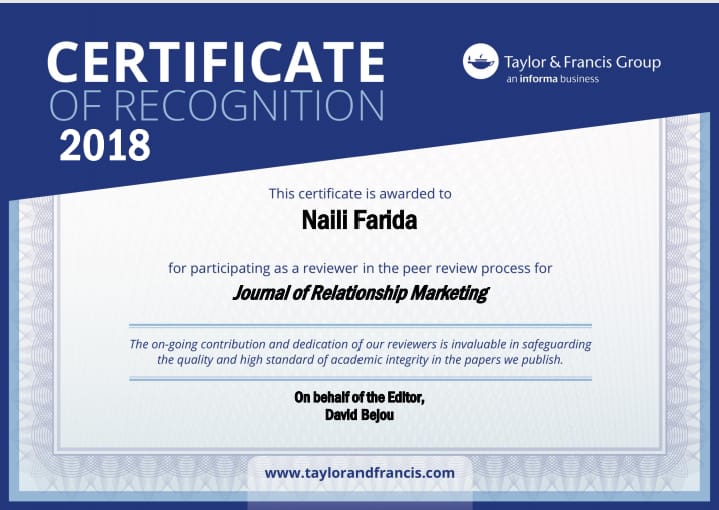 CERTIFICATE
OF RECOGNITION
2018
Taylor & Francis Group
an informa business
This certificate is awarded to
Naili Farida
for participating as a reviewer in the peer review process for
Journal of Relationship Marketing
The on-going contribution and dedication of our reviewers is invaluable in safeguarding
the quality and high standard of academic integrity in the papers we publish.
On behalf of the Editor,
David Bejou
www.taylorandfrancis.com